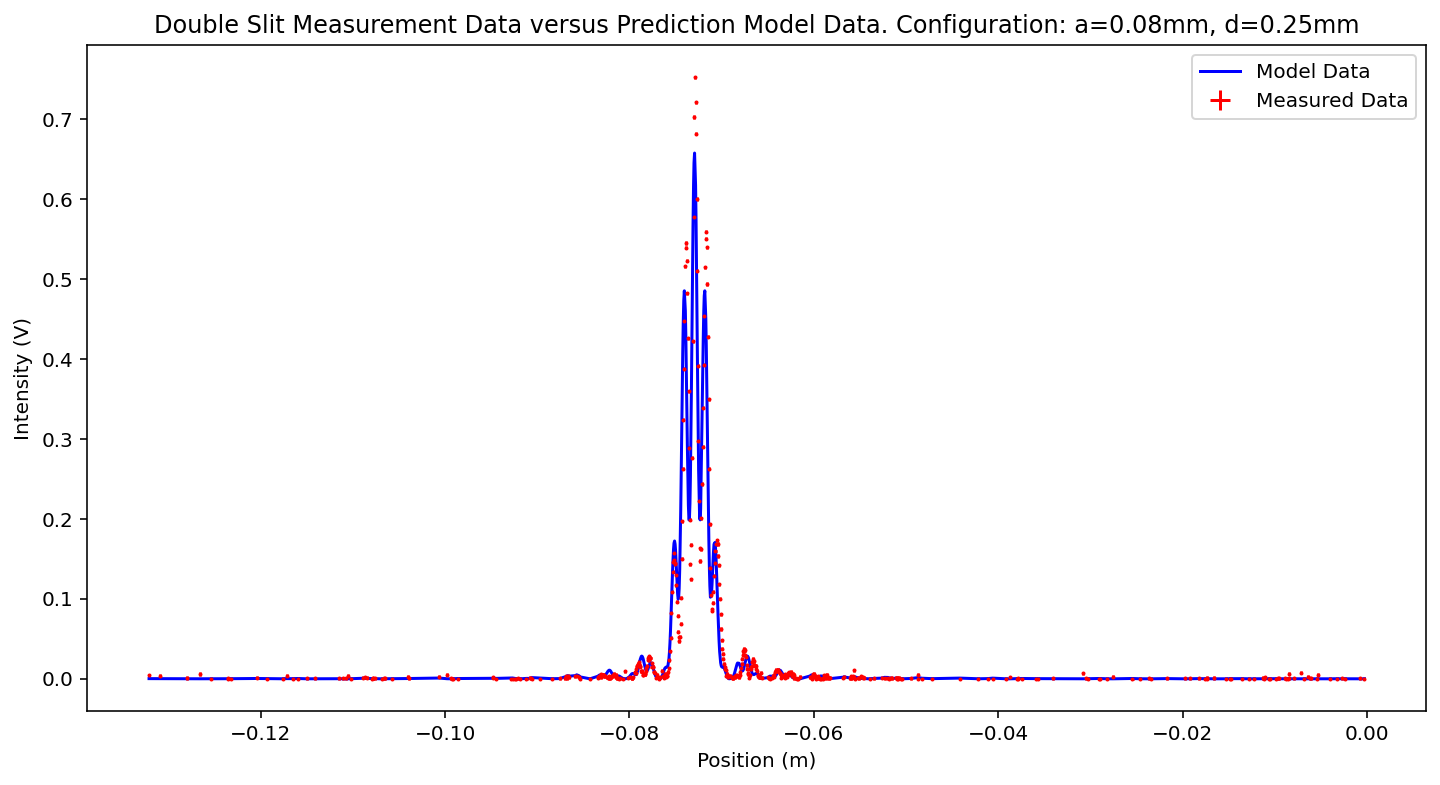 Double Slit Measurement Data versus Prediction Model Data. Configuration: a=0.08mm, d=0.25mm
Model Data
Measured Data
Intensity (V)
0.7
0.6
0.5
0.4
0.3
0.2
0.1
0.0
−0.12 −0.10 −0.08 −0.06 −0.04 −0.02 0.00
Position (m)